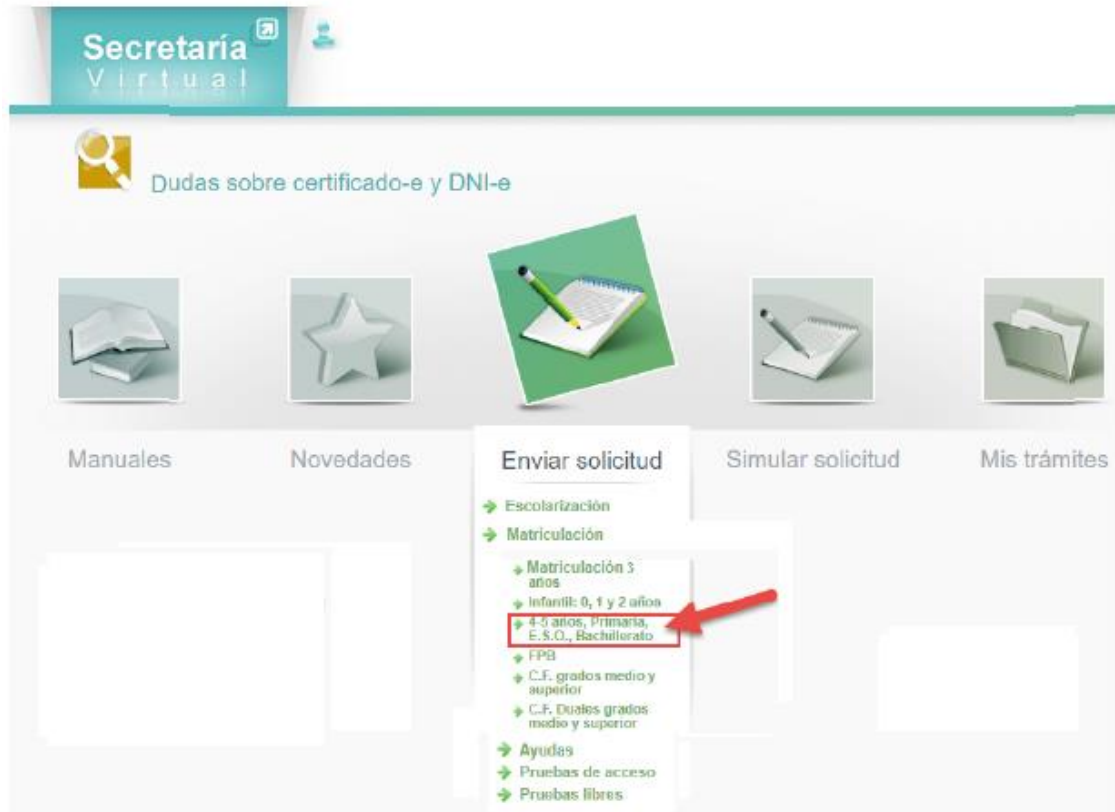 Secretaría
Virtual
Dudas sobre certificado-e y DNI-e
Manuales
Novedades
Enviar solicitud
Simular solicitud
Mis trámites
Escolarización
Matriculación
Matriculación 3
años
Infantil: 0, 1 y 2 años
4-5 años, Primaria,
E.S.O., Bachillerato
FPB
C.F. grados medio y
superior
C.F. Duales grados
medio y superior
Ayudas
Pruebas de acceso
Pruebas libres